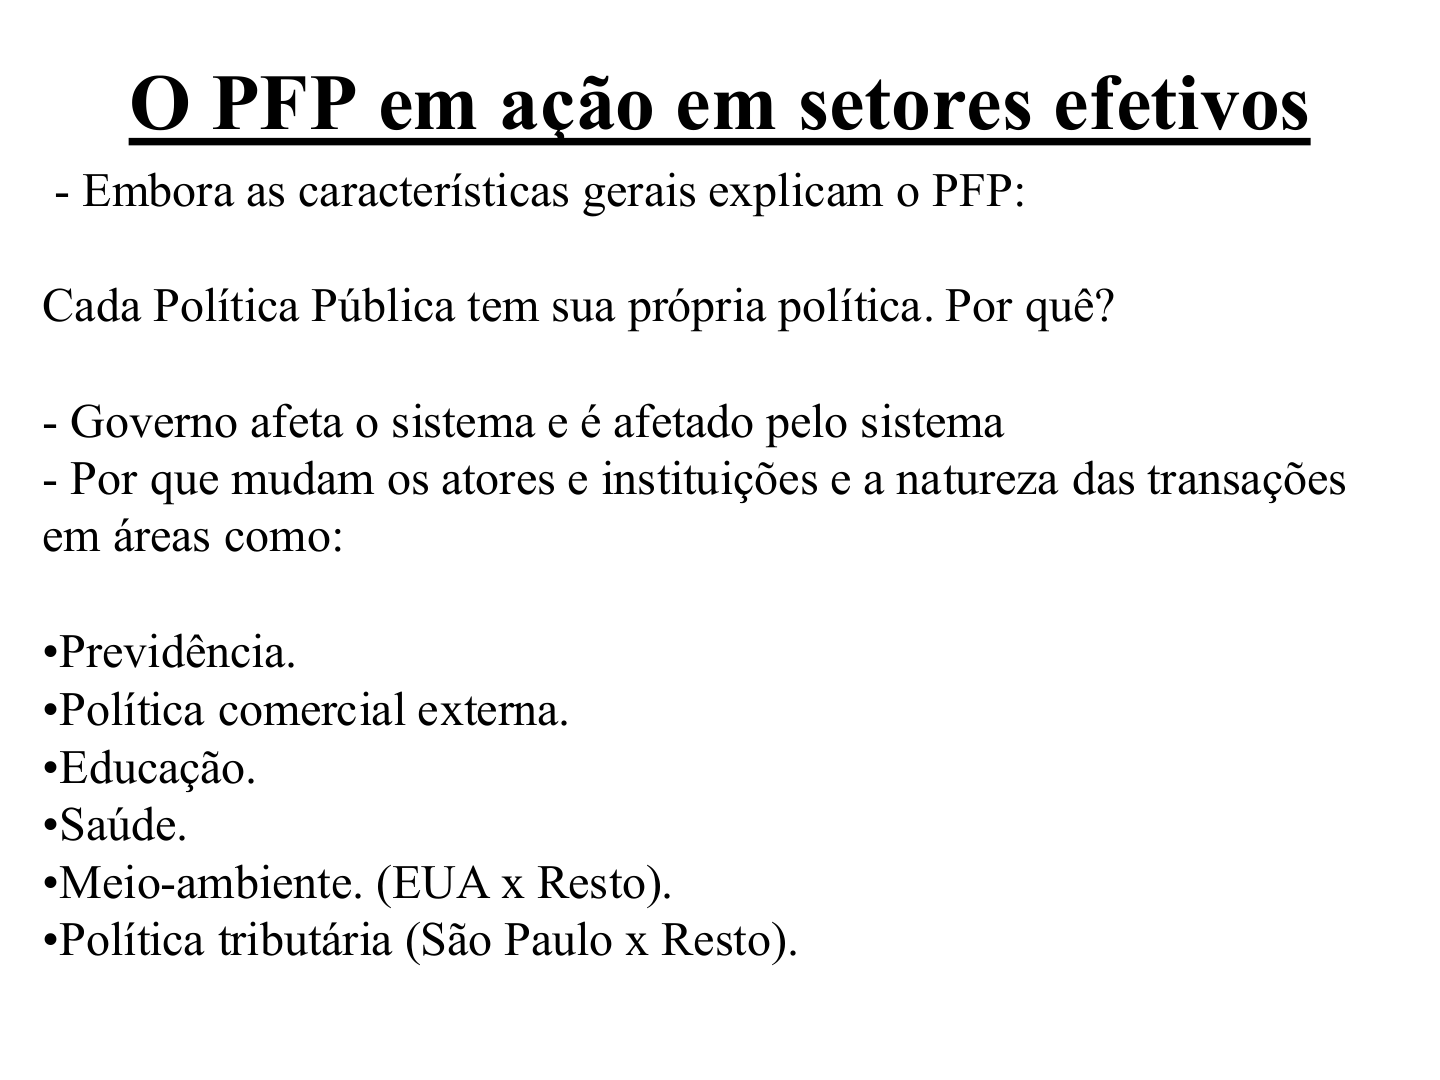 O PFP em ação em setores efetivos
- Embora as características gerais explicam o PFP:
Cada Política Pública tem sua própria política. Por quê?
- Governo afeta o sistema e é afetado pelo sistema
- Por que mudam os atores e instituições e a natureza das transações
em áreas como:
•Previdência.
•Política comercial externa.
•Educação.
•Saúde.
•Meio-ambiente. (EUA x Resto).
•Política tributária (São Paulo x Resto).